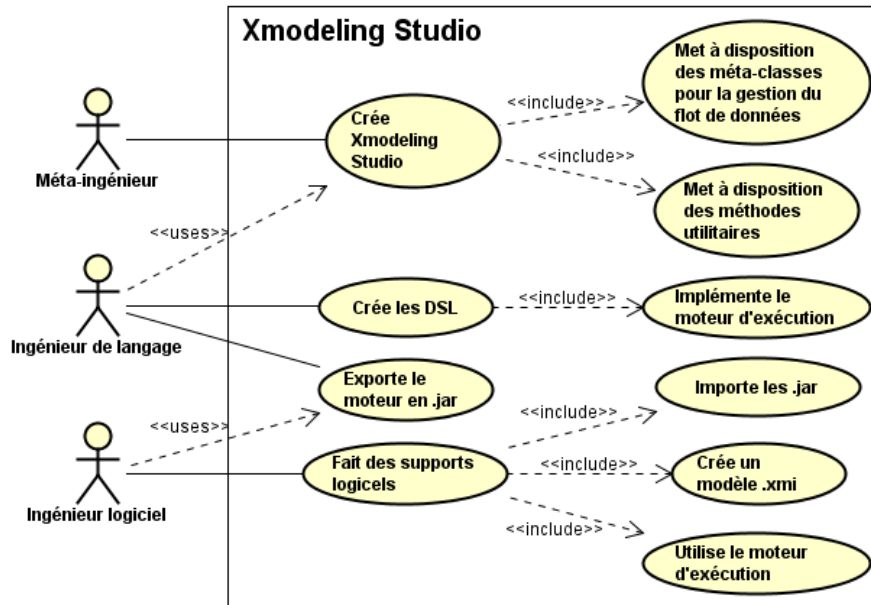 Xmodeling Studio
Met à disposition
des méta-classes
pour la gestion du
flot de données
<<include>>
Crée
Xmodeling
Studio
Méta-ingénieur
<<include>>
Met à disposition
des méthodes
utilitaires
<<uses>>
Ingénieur de langage
Crée les DSL
<<include>>
Implémente le
moteur d'exécution
Exporte le
moteur en .jar
Importe les .jar
<<include>>
<<uses>>
Ingénieur logiciel
Fait des supports
logicels
<<include>>
Crée un
modèle .xmi
<<include>>
Utilise le moteur
d'exécution